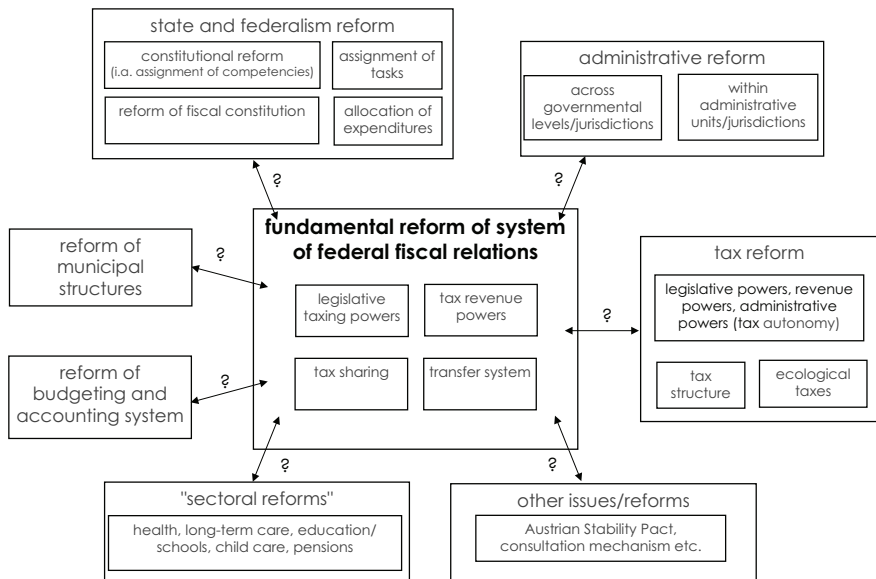 state and federalism reform
constitutional reform
(i.a. assignment of competencies)
assignment of
tasks
reform of fiscal constitution
allocation of
expenditures
administrative reform
across
governmental
levels/jurisdictions
within
administrative
units/jurisdictions
?
?
fundamental reform of system
of federal fiscal relations
legislative
taxing powers
tax revenue
powers
tax sharing
transfer system
reform of
municipal
structures
?
reform of
budgeting and
accounting system
?
?
tax reform
legislative powers, revenue
powers, administrative
powers (tax autonomy)
tax
structure
ecological
taxes
?
?
"sectoral reforms"
health, long-term care, education/
schools, child care, pensions
other issues/reforms
Austrian Stability Pact,
consultation mechanism etc.